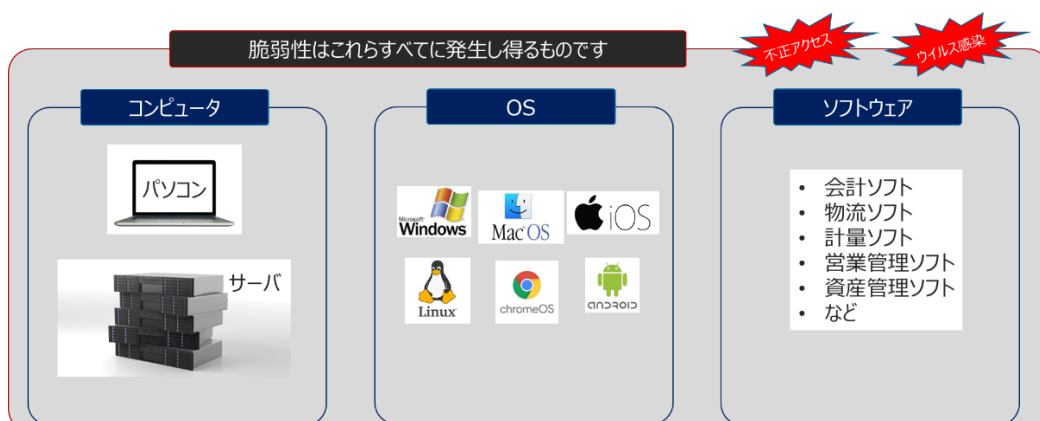 脆弱性はこれらすべてに発生し得るものです
不正アクセス
ウイルス感染
コンピュータ
パソコン
サーバ
OS
Microsoft
Windows
Mac OS
iOS
Linux
chromeOS
ANDROID
ソフトウェア
• 会計ソフト
• 物流ソフト
• 計量ソフト
• 営業管理ソフト
• 資産管理ソフト
• など